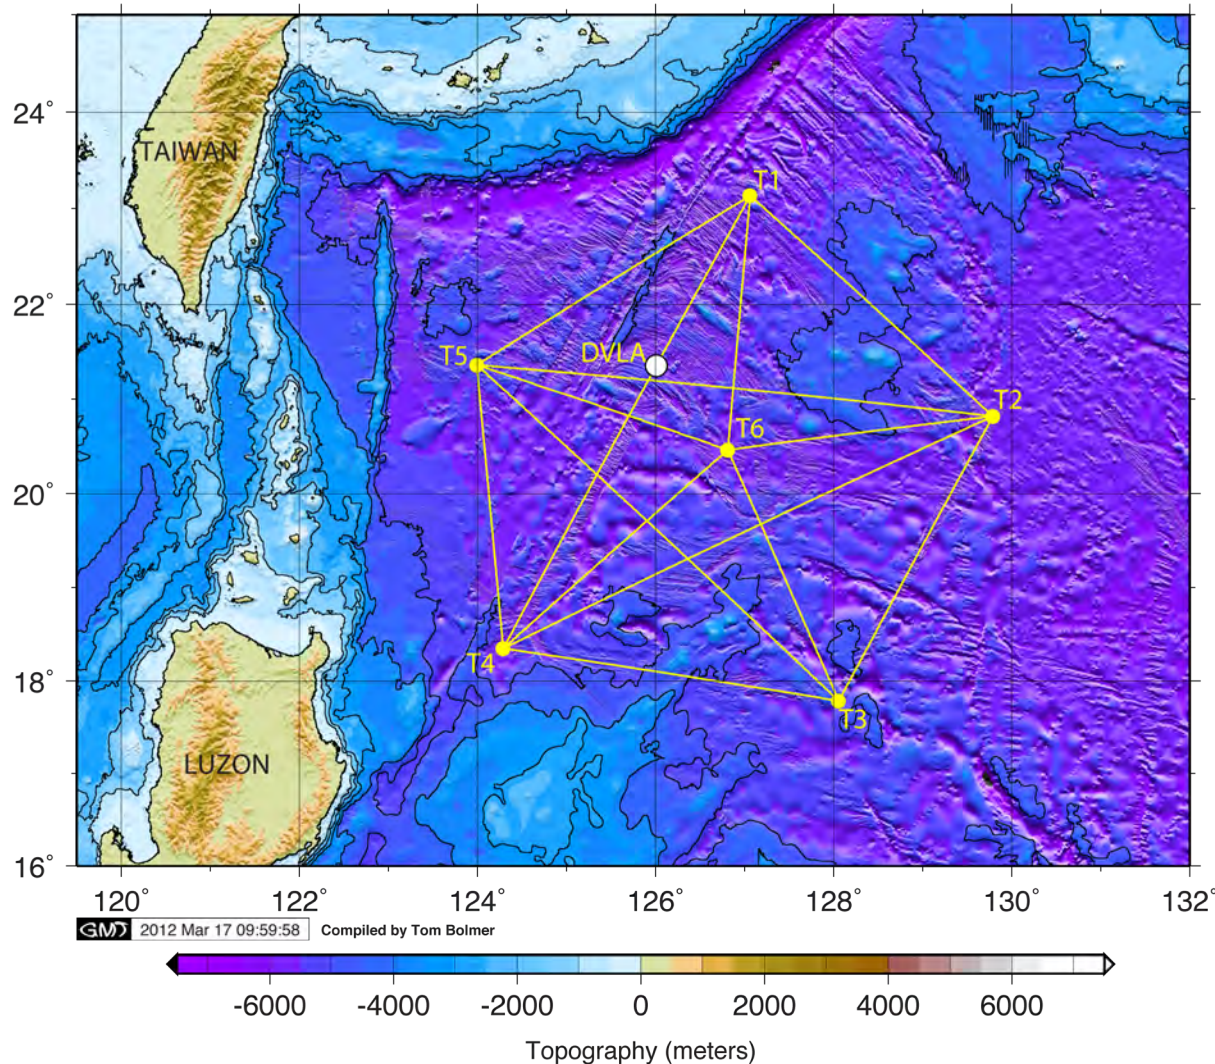 24°
TAIWAN
T1
22°
DVLA
T5
T2
T6
20°
T4
18°
T3
LUZON
16°
120° 122° 124° 126° 128° 130° 132°
GMT 2012 Mar 17 09:59:58 Compiled by Tom Bolmer
-6000 -4000 -2000 0 2000 4000 6000
Topography (meters)